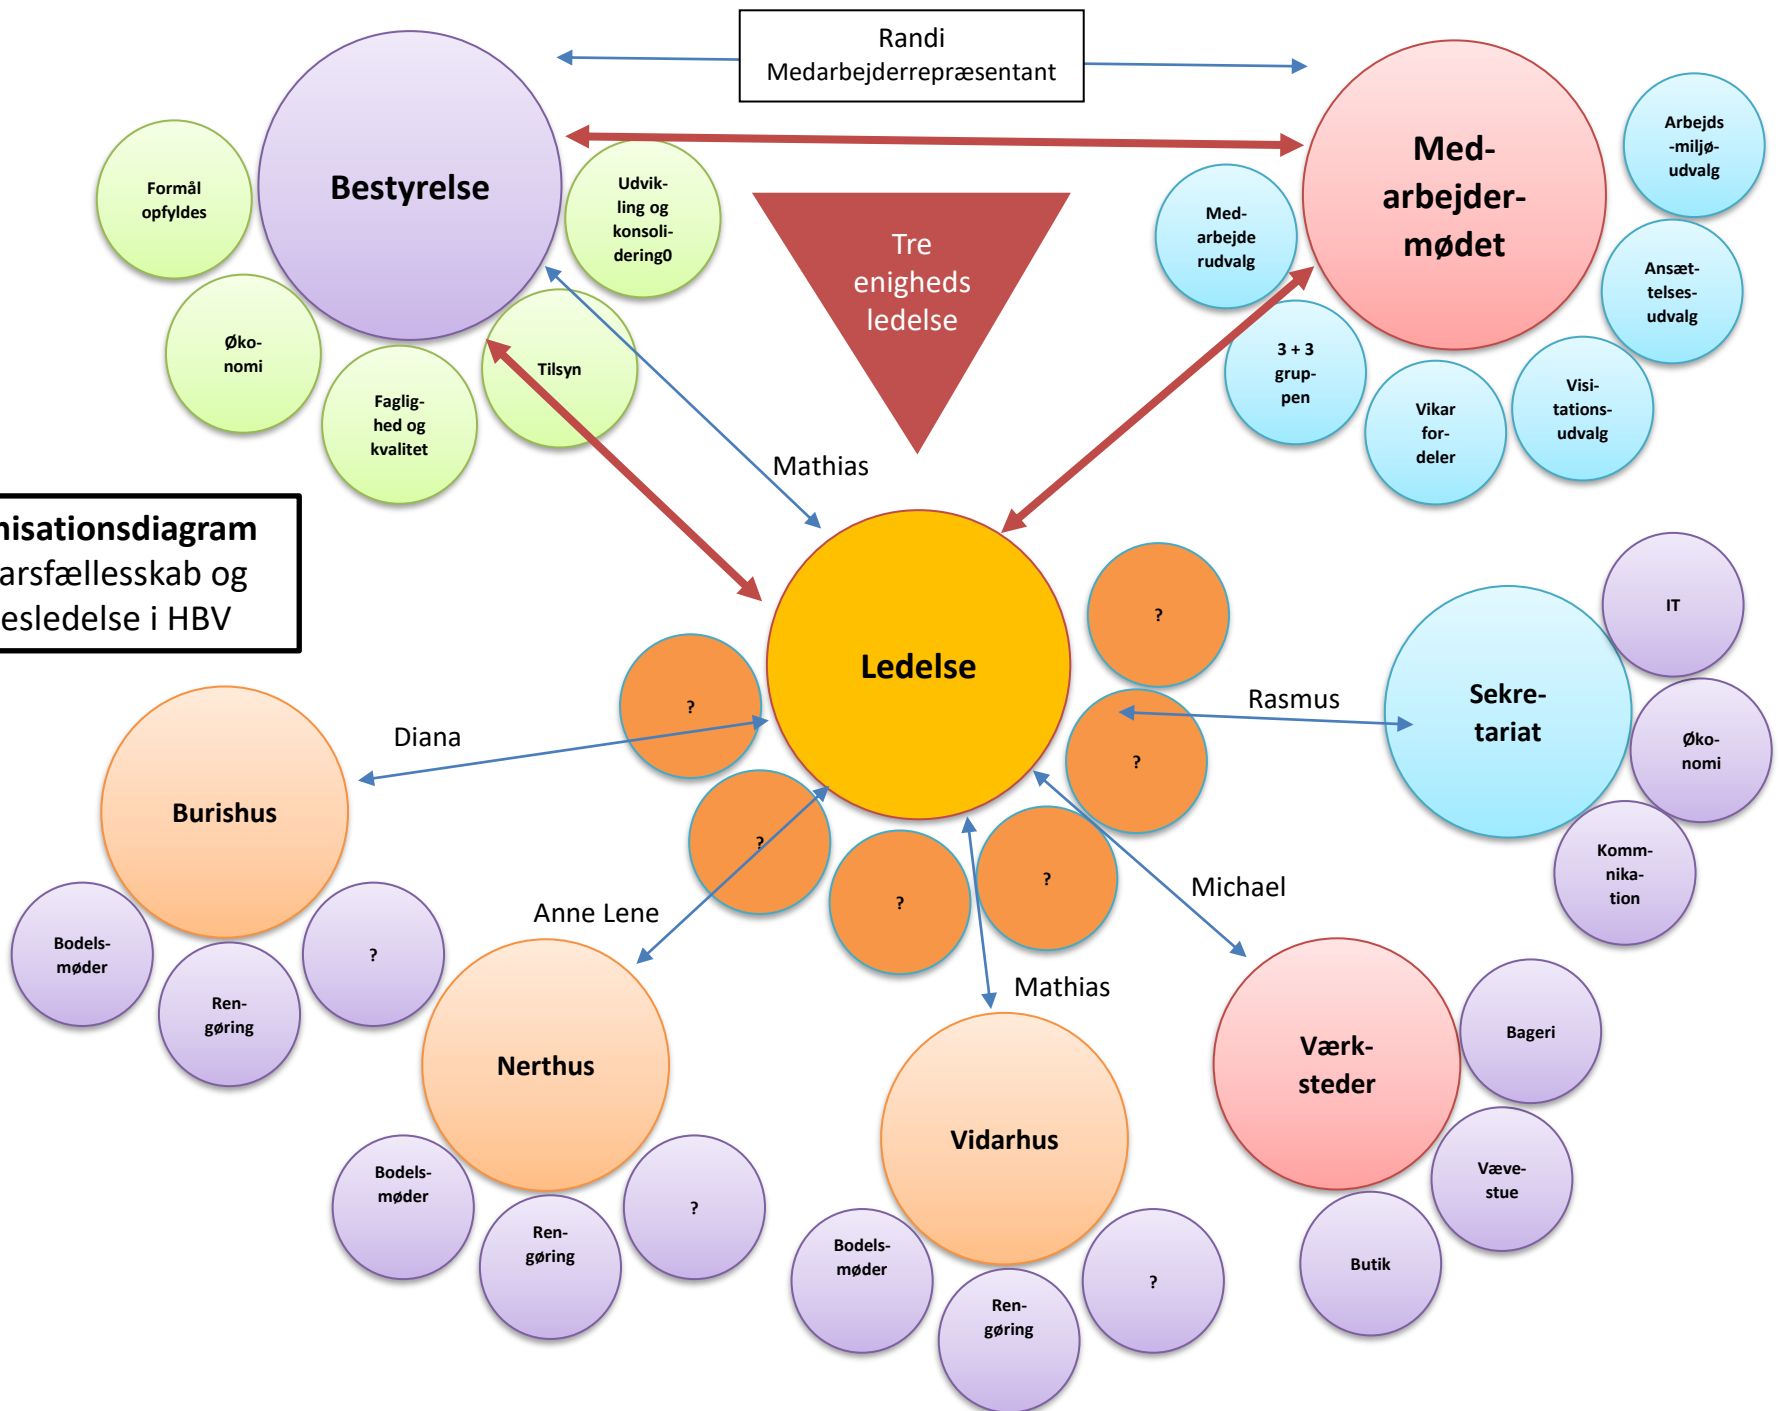 Randi
Medarbejderrepræsentant
Bestyrelse
Formål
opfyldes
Øko-
nomi
Faglig-
hed og
kvalitet
Tilsyn
Udvik-
ling og
konsoli-
dering0
Tre
enigheds
ledelse
Med-
arbejder-
mødet
Med-
arbejde
rudvalg
3 + 3
grup-
pen
Vikar
for-
deler
Visi-
tations-
udvalg
Ansæt-
telses-
udvalg
Arbejds
-miljø-
udvalg
Mathias
nisationsdiagram
arsfællesskab og
esledelse i HBV
Ledelse
?
?
?
?
?
?
Rasmus
Sekre-
tariat
IT
Øko-
nomi
Komm-
nika-
tion
Diana
Burishus
Bodels-
møder
Ren-
gøring
?
Anne Lene
Nerthus
Bodels-
møder
Ren-
gøring
?
Mathias
Vidarhus
Bodels-
møder
Ren-
gøring
?
Michael
Værk-
steder
Bageri
Væve-
stue
Butik